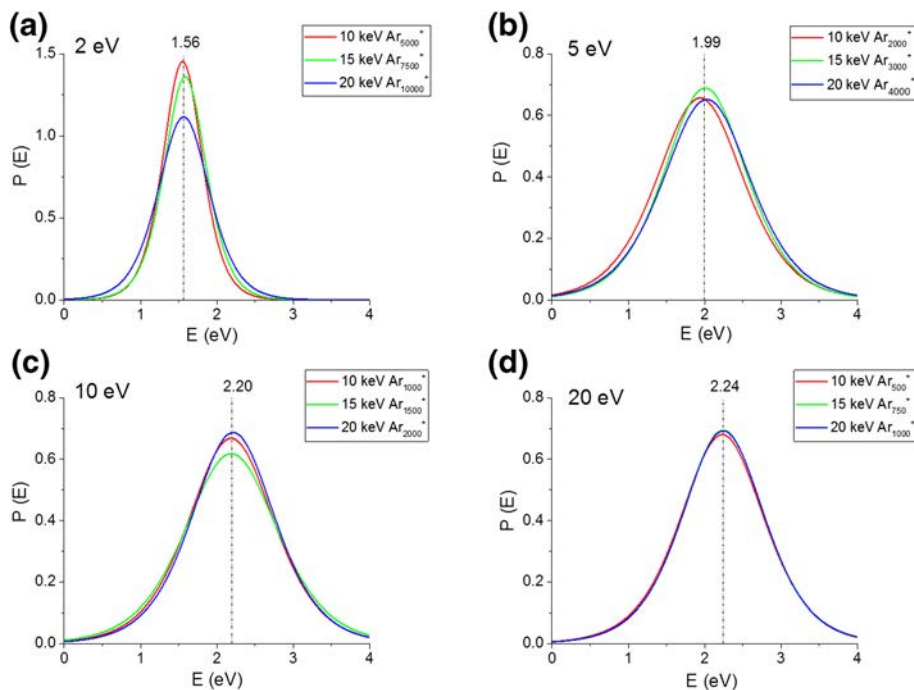 (a)
2 eV
1.56
10 keV Ar5000+
15 keV Ar7500+
20 keV Ar10000+
1.5
1.0
0.5
0.0
P (E)
0 1 2 3 4
E (eV)
(b)
5 eV
1.99
10 keV Ar2000+
15 keV Ar3000+
20 keV Ar4000+
0.8
0.6
0.4
0.2
0.0
P (E)
0 1 2 3 4
E (eV)
(c)
10 eV
2.20
10 keV Ar1000+
15 keV Ar1500+
20 keV Ar2000+
0.8
0.6
0.4
0.2
0.0
P (E)
0 1 2 3 4
E (eV)
(d)
20 eV
2.24
10 keV Ar500+
15 keV Ar750+
20 keV Ar1000+
0.8
0.6
0.4
0.2
0.0
P (E)
0 1 2 3 4
E (eV)